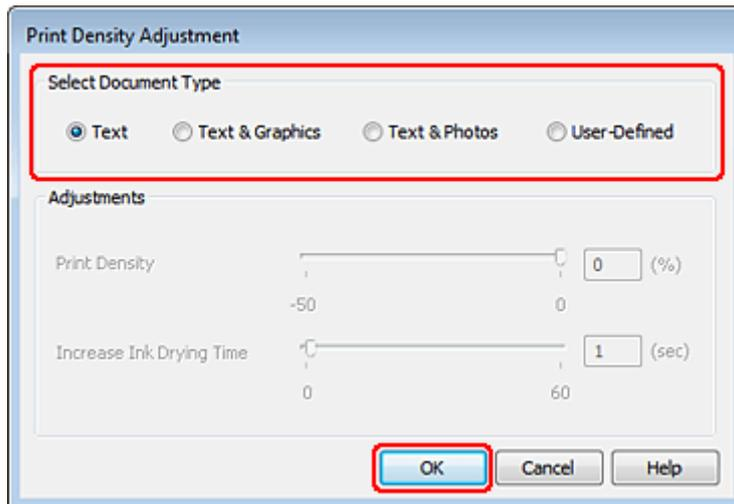 Print Density Adjustment
Select Document Type
Text Text & Graphics Text & Photos User-Defined
Adjustments
Print Density 0 (%)
-50 0
Increase Ink Drying Time 1 (sec)
0 60
OK Cancel Help